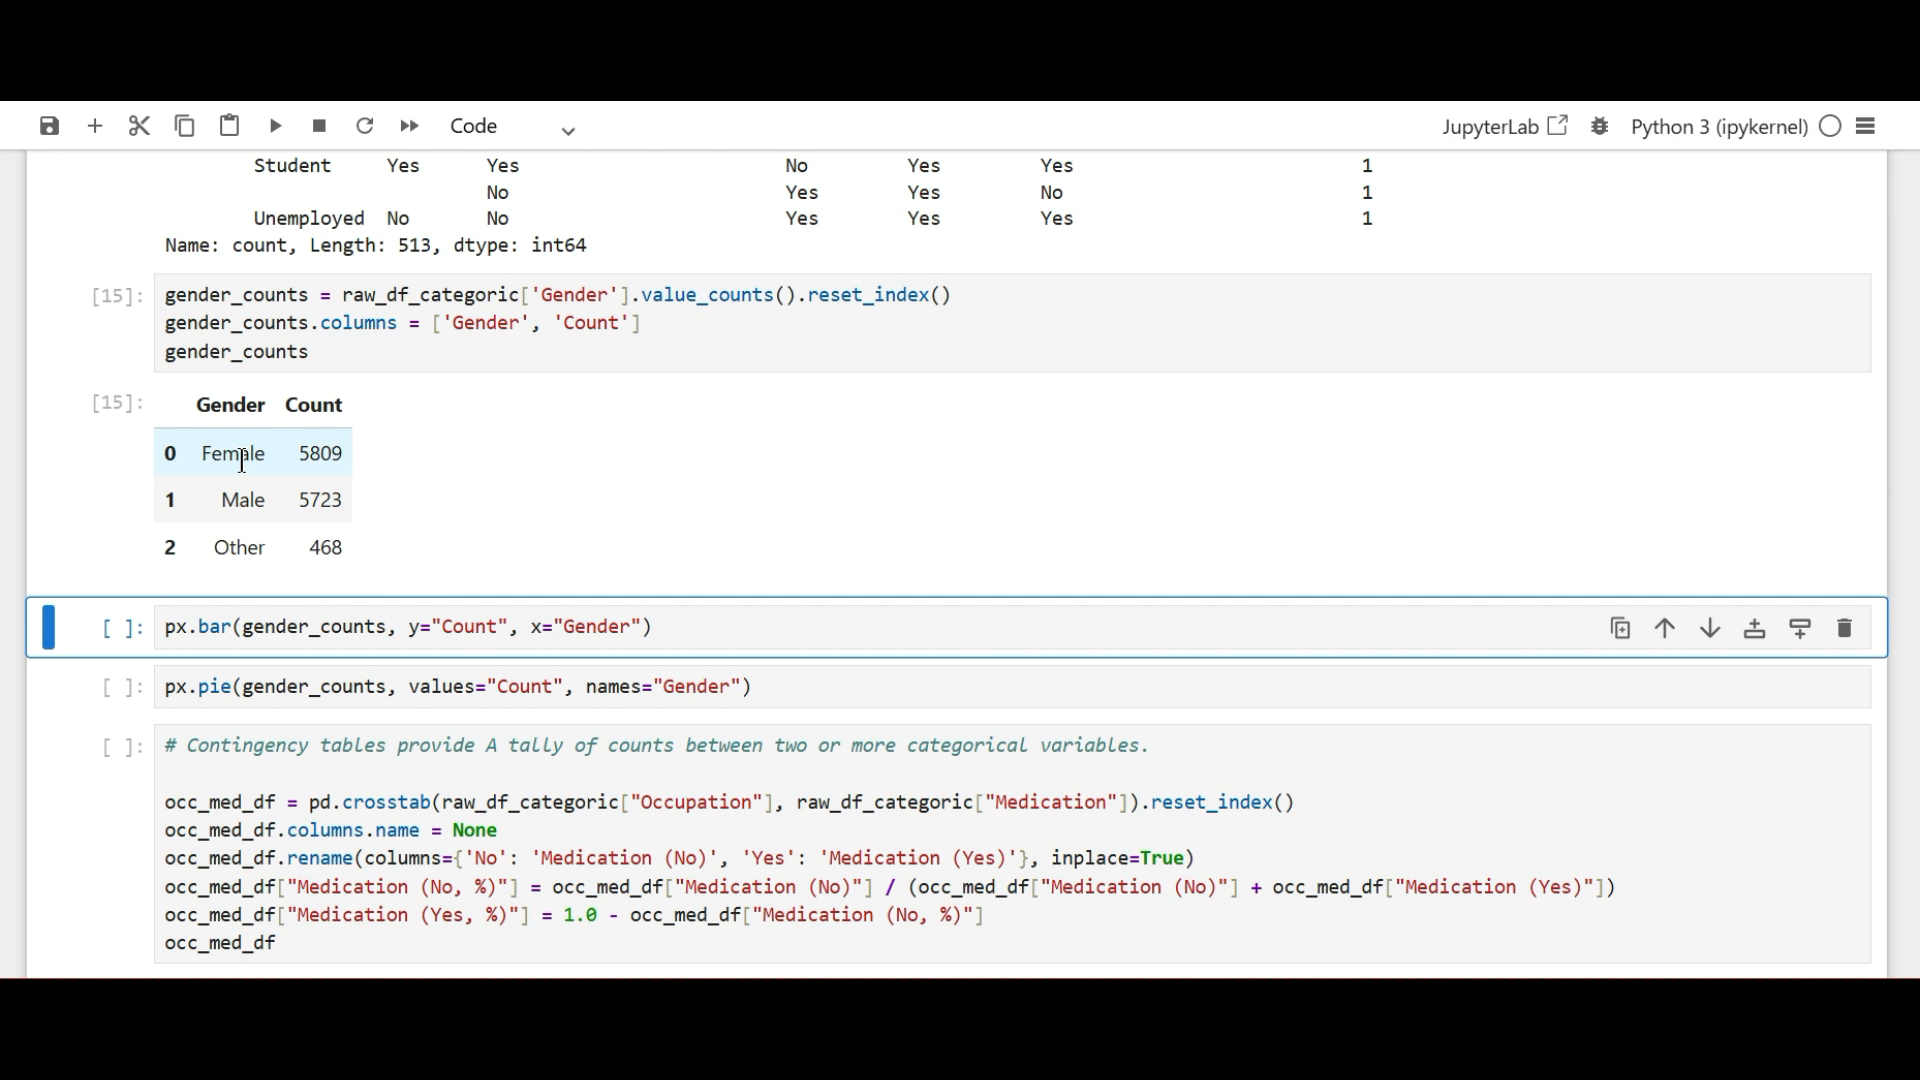 Code
JupyterLab
Python 3 (ipykernel)
Student Yes Yes No Yes Yes 1
No Yes Yes No 1
Unemployed No No Yes Yes Yes 1
Name: count, Length: 513, dtype: int64
[15]: gender_counts = raw_df_categoric['Gender'].value_counts().reset_index()
gender_counts.columns = ['Gender', 'Count']
gender_counts
[15]: Gender Count
0 Female 5809
1 Male 5723
2 Other 468
[ ]: px.bar(gender_counts, y="Count", x="Gender")
[ ]: px.pie(gender_counts, values="Count", names="Gender")
[ ]: # Contingency tables provide A tally of counts between two or more categorical variables.
occ_med_df = pd.crosstab(raw_df_categoric["Occupation"], raw_df_categoric["Medication"]).reset_index()
occ_med_df.columns.name = None
occ_med_df.rename(columns={'No': 'Medication (No)', 'Yes': 'Medication (Yes)'}, inplace=True)
occ_med_df["Medication (No, %)"] = occ_med_df["Medication (No)"] / (occ_med_df["Medication (No)"] + occ_med_df["Medication (Yes)"])
occ_med_df["Medication (Yes, %)"] = 1.0 - occ_med_df["Medication (No, %)"]
occ_med_df